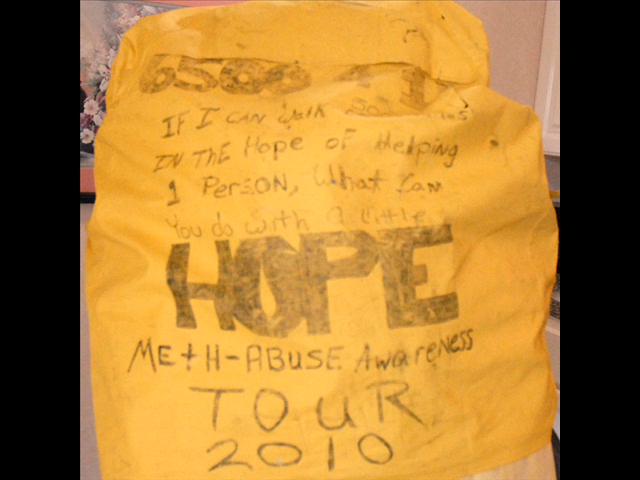 IF I CAN Walk
IN THE Hope OF Helping
1 PERSON, What Can
You do with a little
HOPE
METH-ABUSE AwareNess
TOUR
2010